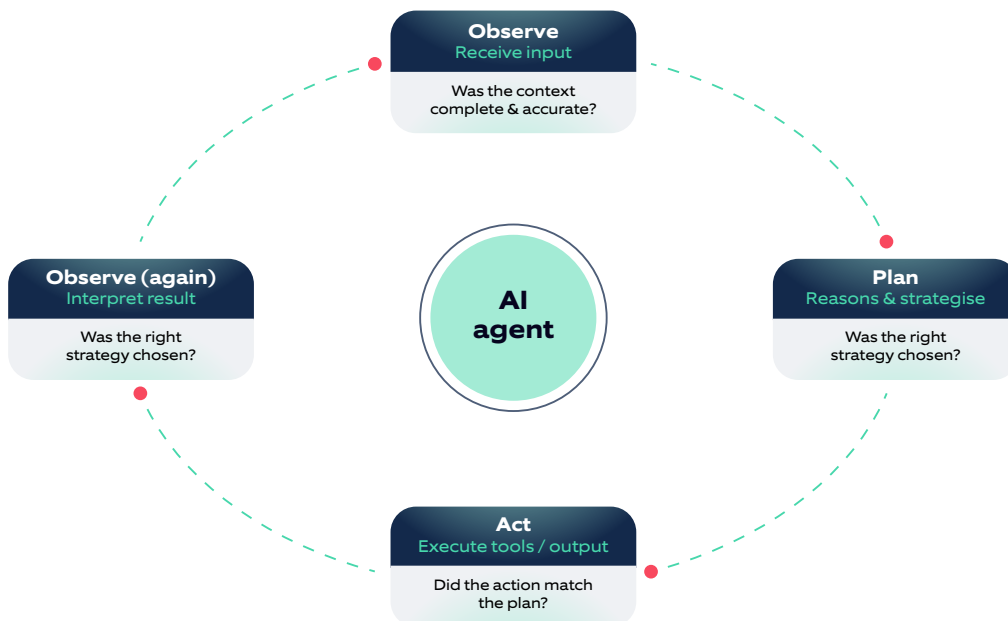 Observe
Receive input
Was the context
complete & accurate?
Observe (again)
Interpret result
Was the right
strategy chosen?
AI
agent
Plan
Reasons & strategise
Was the right
strategy chosen?
Act
Execute tools / output
Did the action match
the plan?